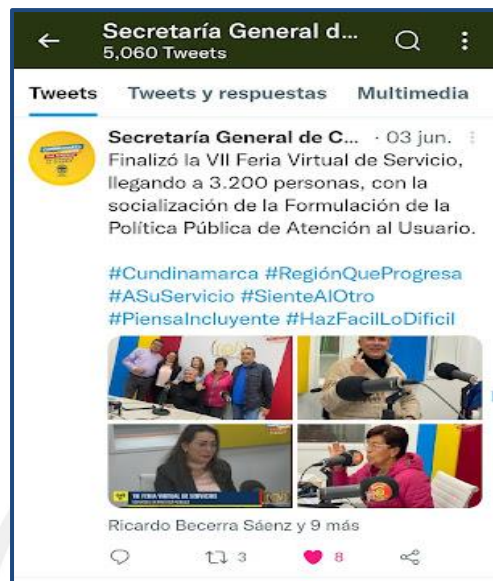 Secretaría General d...
5,060 Tweets
Tweets
Tweets y respuestas
Multimedia
Secretaría General de C... · 03 jun.
Finalizó la VII Feria Virtual de Servicio,
llegando a 3.200 personas, con la
socialización de la Formulación de la
Política Pública de Atención al Usuario.
#Cundinamarca #RegiónQueProgresa
#ASuServicio #SienteAlOtro
#PiensaIncluyente #HazFacilLoDificil
VII FERIA VIRTUAL DE SERVICIOS
Ricardo Becerra Sáenz y 9 más
3
8